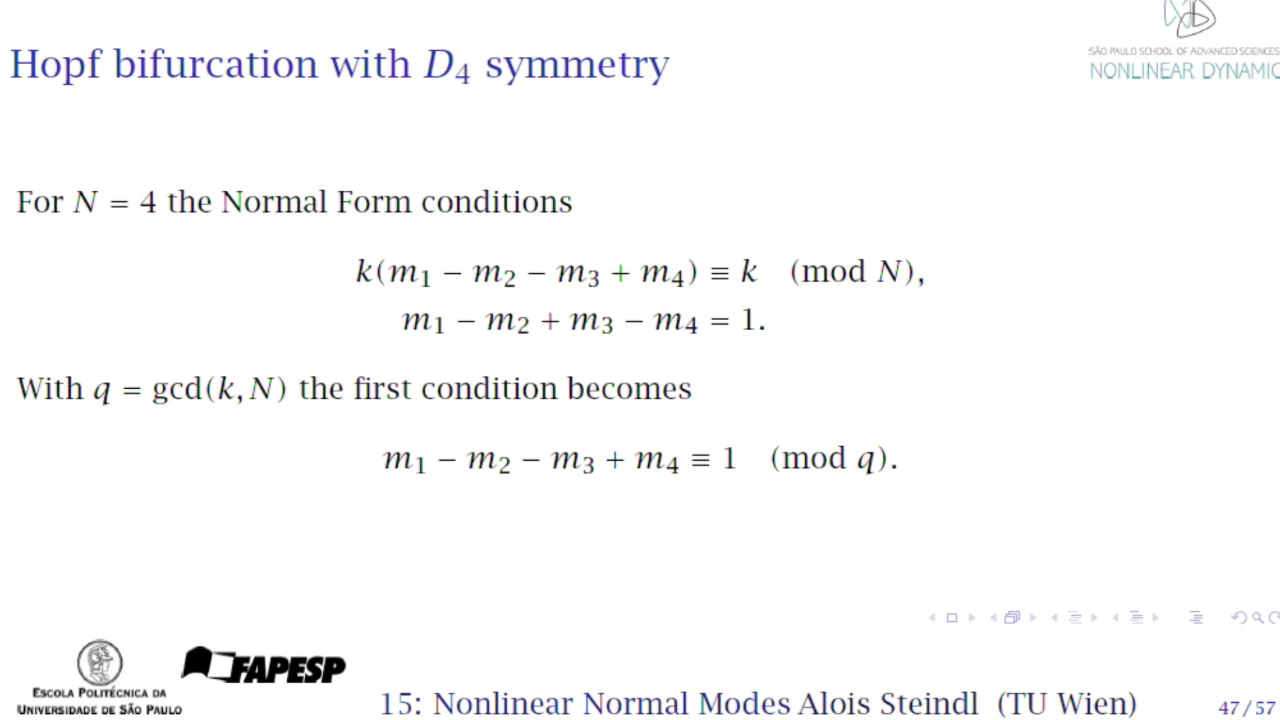 Hopf bifurcation with D₄ symmetry
SÃO PAULO SCHOOL OF ADVANCED SCIENCES
NONLINEAR DYNAMIC
For N = 4 the Normal Form conditions
k(m₁ − m₂ − m₃ + m₄) ≡ k (mod N),
m₁ − m₂ + m₃ − m₄ = 1.
With q = gcd(k, N) the first condition becomes
m₁ − m₂ − m₃ + m₄ ≡ 1 (mod q).
ESCOLA POLITÉCNICA DA
UNIVERSIDADE DE SÃO PAULO
FAPESP
15: Nonlinear Normal Modes Alois Steindl (TU Wien)
47/57